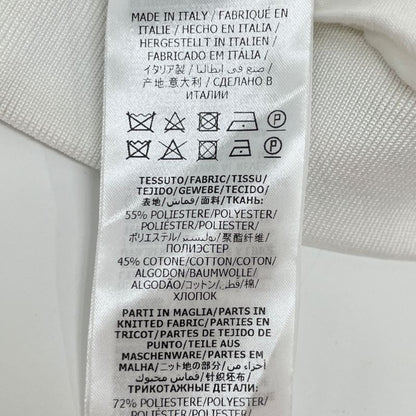 MADE IN ITALY / FABRIQUÉ EN
ITALIE / HECHO EN ITALIA /
HERGESTELLT IN ITALIEN /
FABRICADO EM ITALIA /
イタリア製 / صنع في ايطاليا /
产地:意大利 / СДЕЛАНО В
ИТАЛИИ
P
P
TESSUTO/FABRIC/TISSU/
TEJIDO/GEWEBE/TECIDO/
表地/قماش/面料/ТКАНЬ:
55% POLIESTERE/POLYESTER/
POLIÉSTER/POLYESTER/
ポリエステル/بوليستير/聚酯纤维/
ПОЛИЭСТЕР
45% COTONE/COTTON/COTON/
ALGODON/BAUMWOLLE/
ALGODÃO/コットン/قطن/棉/
ХЛОПОК
PARTI IN MAGLIA/PARTS IN
KNITTED FABRIC/PARTIES EN
TRICOT/PARTES DE TEJIDO DE
PUNTO/TEILE AUS
MASCHENWARE/PARTES EM
MALHA/ニット地の部分/أجزاء من
قماش محبوك/针织坯布/
ТРИКОТАЖНЫЕ ДЕТАЛИ:
72% POLIESTERE/POLYESTER/